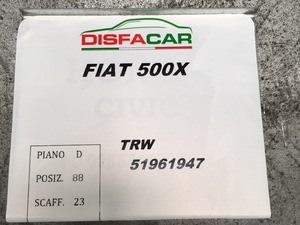 DISFACAR
FIAT 500X
TRW
51961947
PIANO D
POSIZ. 88
SCAFF. 23